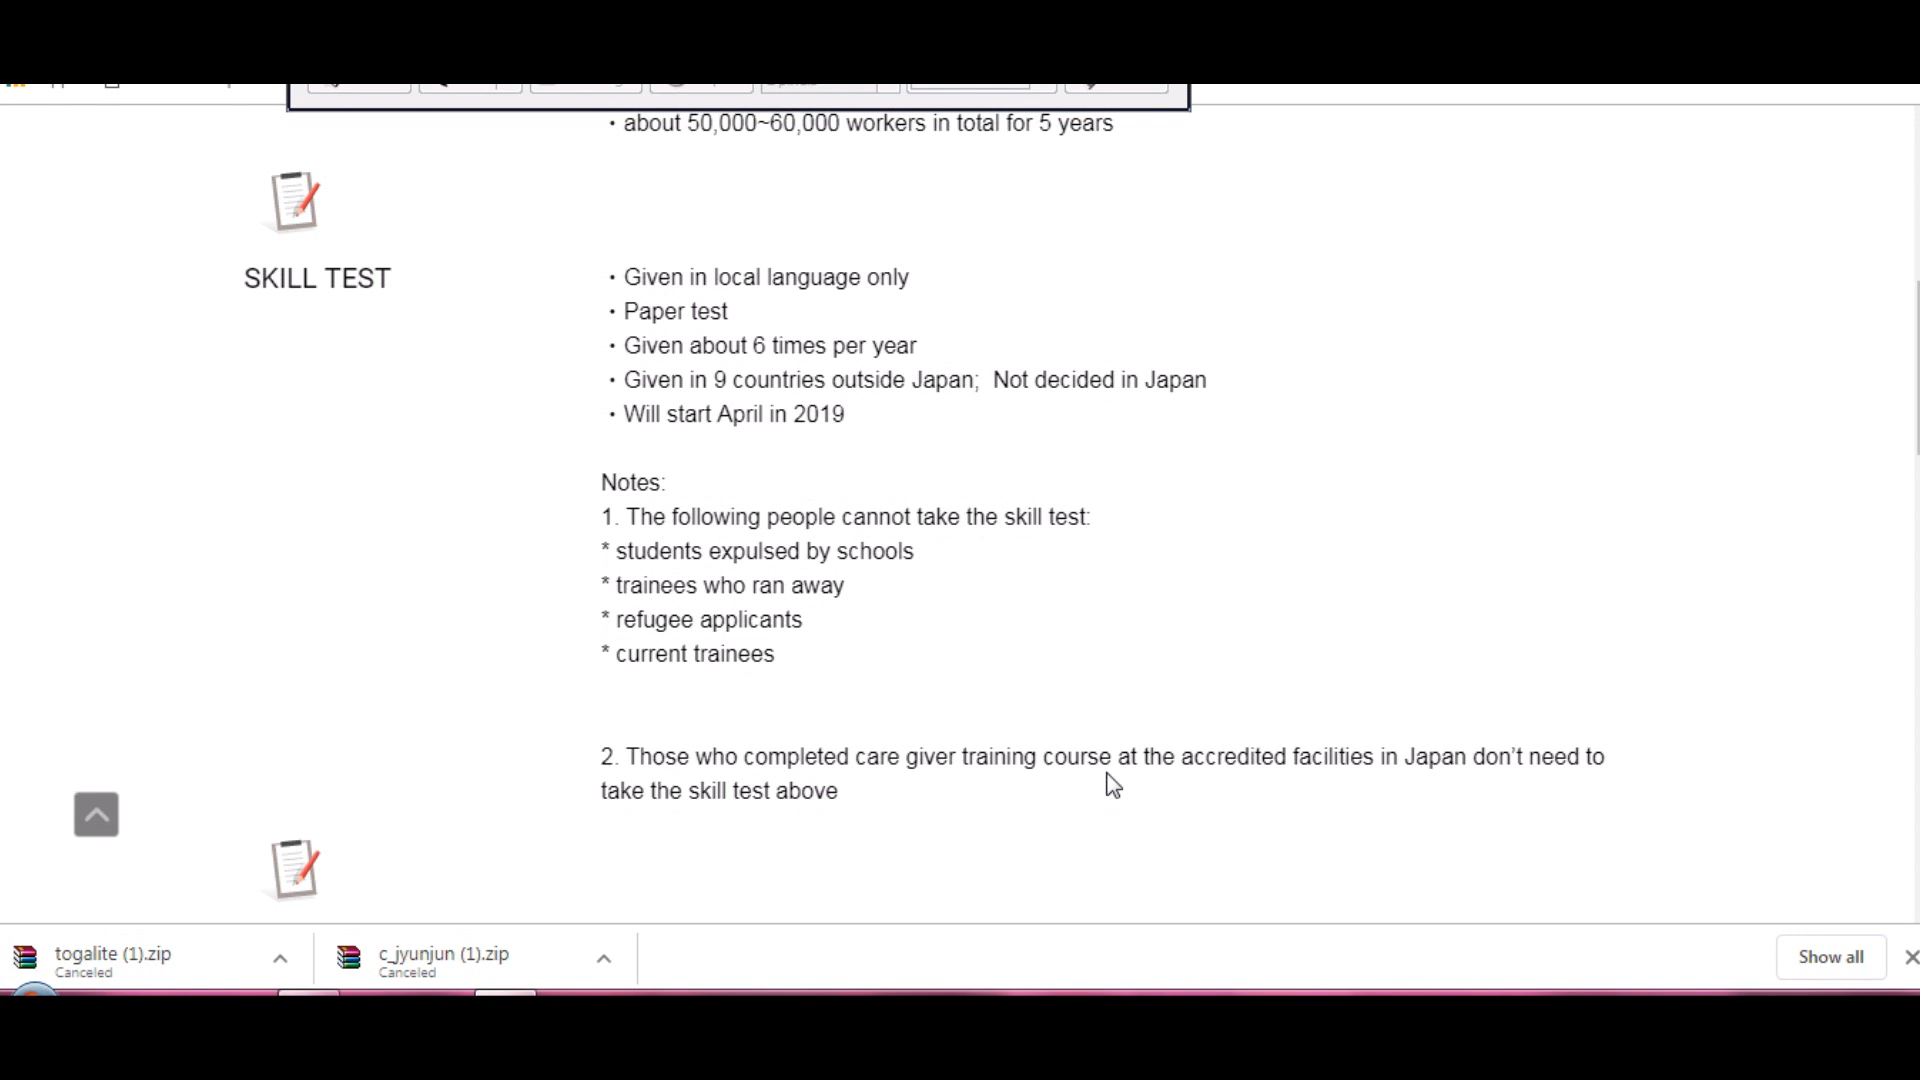 ・about 50,000~60,000 workers in total for 5 years
SKILL TEST
・Given in local language only
・Paper test
・Given about 6 times per year
・Given in 9 countries outside Japan;  Not decided in Japan
・Will start April in 2019
Notes:
1. The following people cannot take the skill test:
* students expulsed by schools
* trainees who ran away
* refugee applicants
* current trainees
2. Those who completed care giver training course at the accredited facilities in Japan don’t need to
take the skill test above
togalite (1).zip
Canceled
c_jyunjun (1).zip
Canceled
Show all